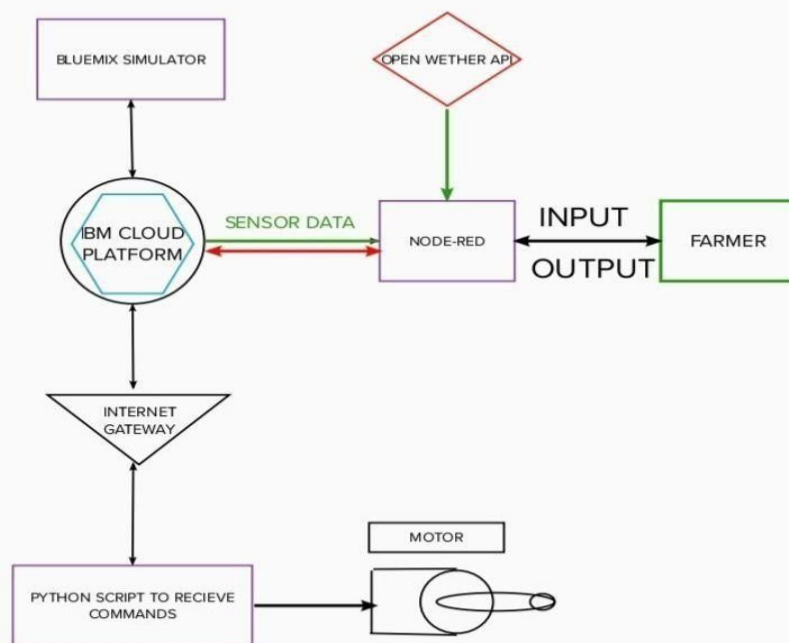 BLUEMIX SIMULATOR
OPEN WETHER API
IBM CLOUD
PLATFORM
SENSOR DATA
NODE-RED
INPUT
OUTPUT
FARMER
INTERNET
GATEWAY
MOTOR
PYTHON SCRIPT TO RECIEVE
COMMANDS